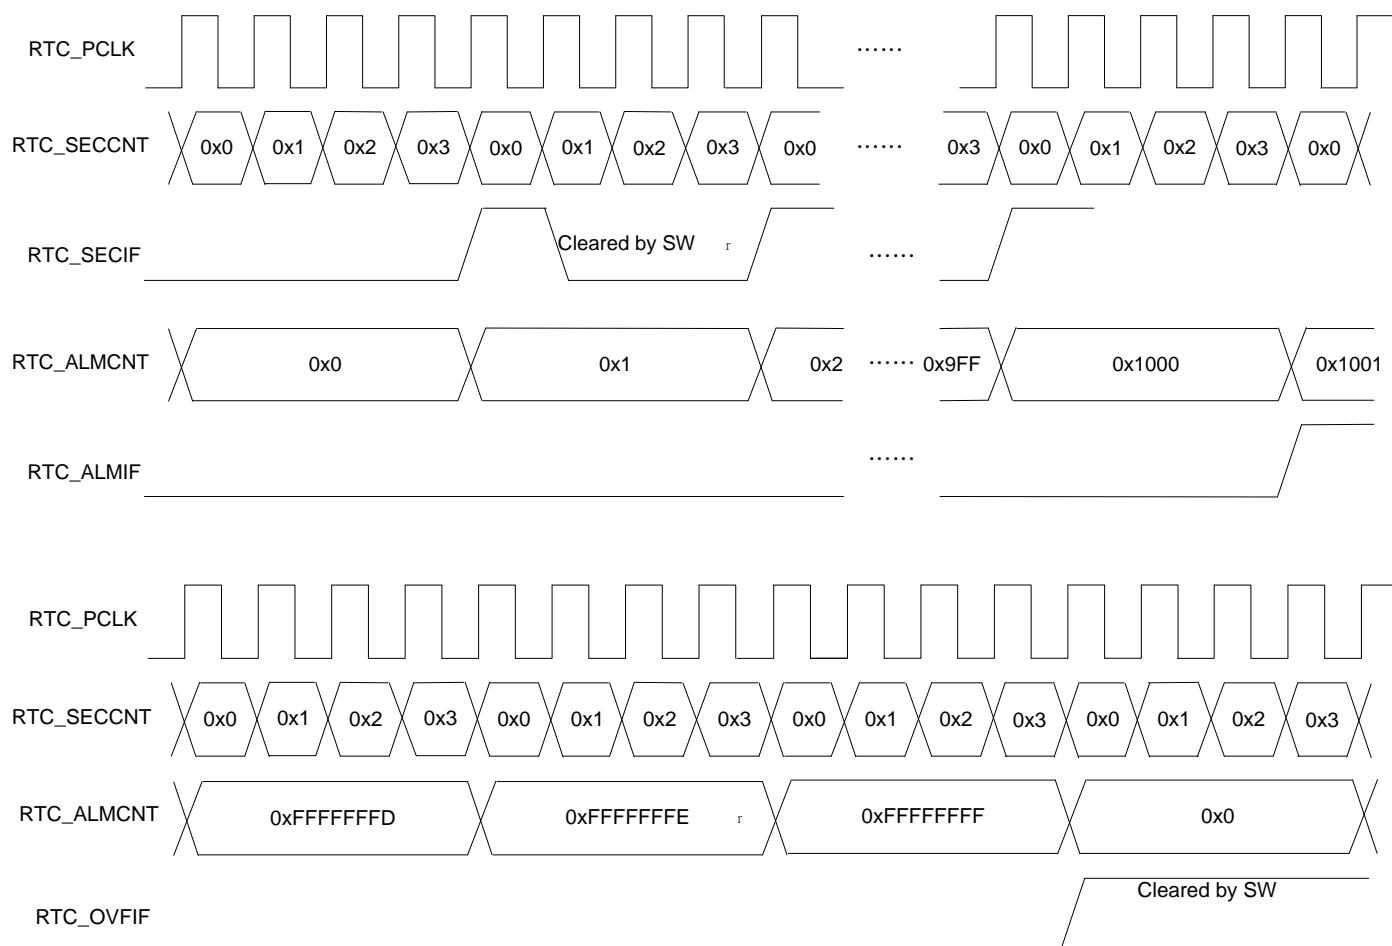 RTC_PCLK ......
RTC_SECCNT 0x0 0x1 0x2 0x3 0x0 0x1 0x2 0x3 0x0 ...... 0x3 0x0 0x1 0x2 0x3 0x0
RTC_SECIF Cleared by SW r ......
RTC_ALMCNT 0x0 0x1 0x2 ...... 0x9FF 0x1000 0x1001
RTC_ALMIF ......
RTC_PCLK
RTC_SECCNT 0x0 0x1 0x2 0x3 0x0 0x1 0x2 0x3 0x0 0x1 0x2 0x3 0x0 0x1 0x2 0x3
RTC_ALMCNT 0xFFFFFFFD 0xFFFFFFFE r 0xFFFFFFFF 0x0
RTC_OVFIF Cleared by SW